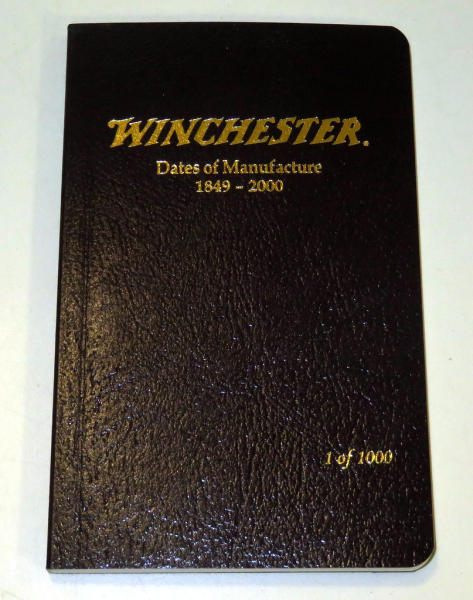 WINCHESTER.
Dates of Manufacture
1849 - 2000
1 of 1000